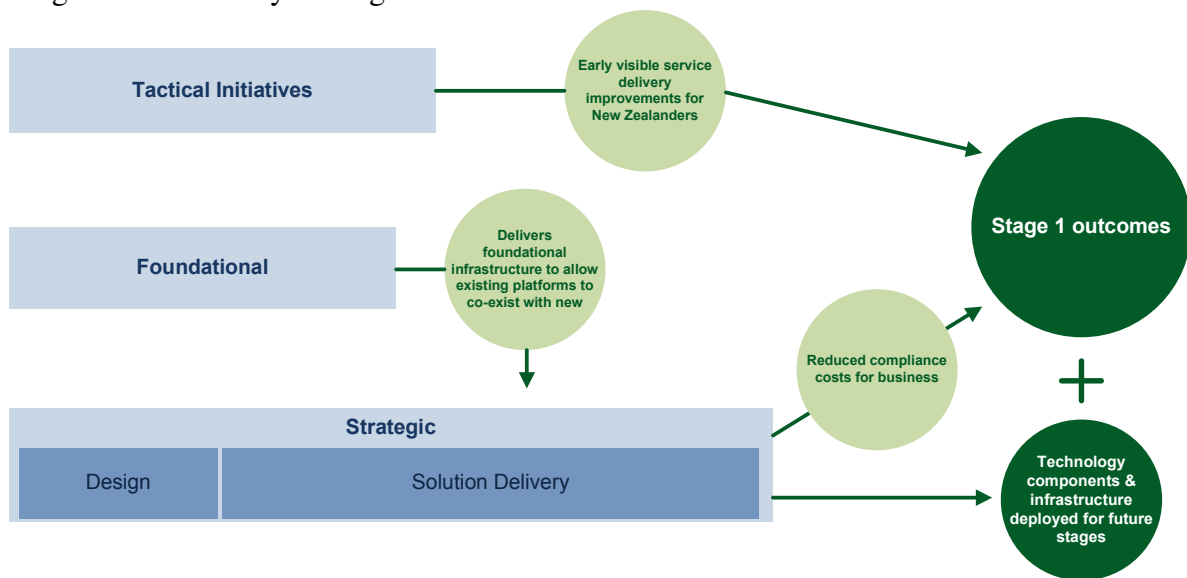 Tactical Initiatives
Early visible service
delivery
improvements for
New Zealanders
Stage 1 outcomes
Foundational
Delivers
foundational
infrastructure to allow
existing platforms to
co-exist with new
Reduced compliance
costs for business
Strategic
Design
Solution Delivery
Technology
components &
infrastructure
deployed for future
stages